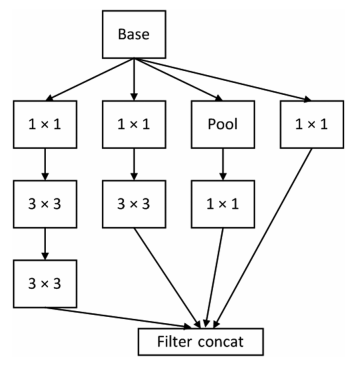 Base
1 × 1
1 × 1
Pool
1 × 1
3 × 3
3 × 3
1 × 1
3 × 3
Filter concat